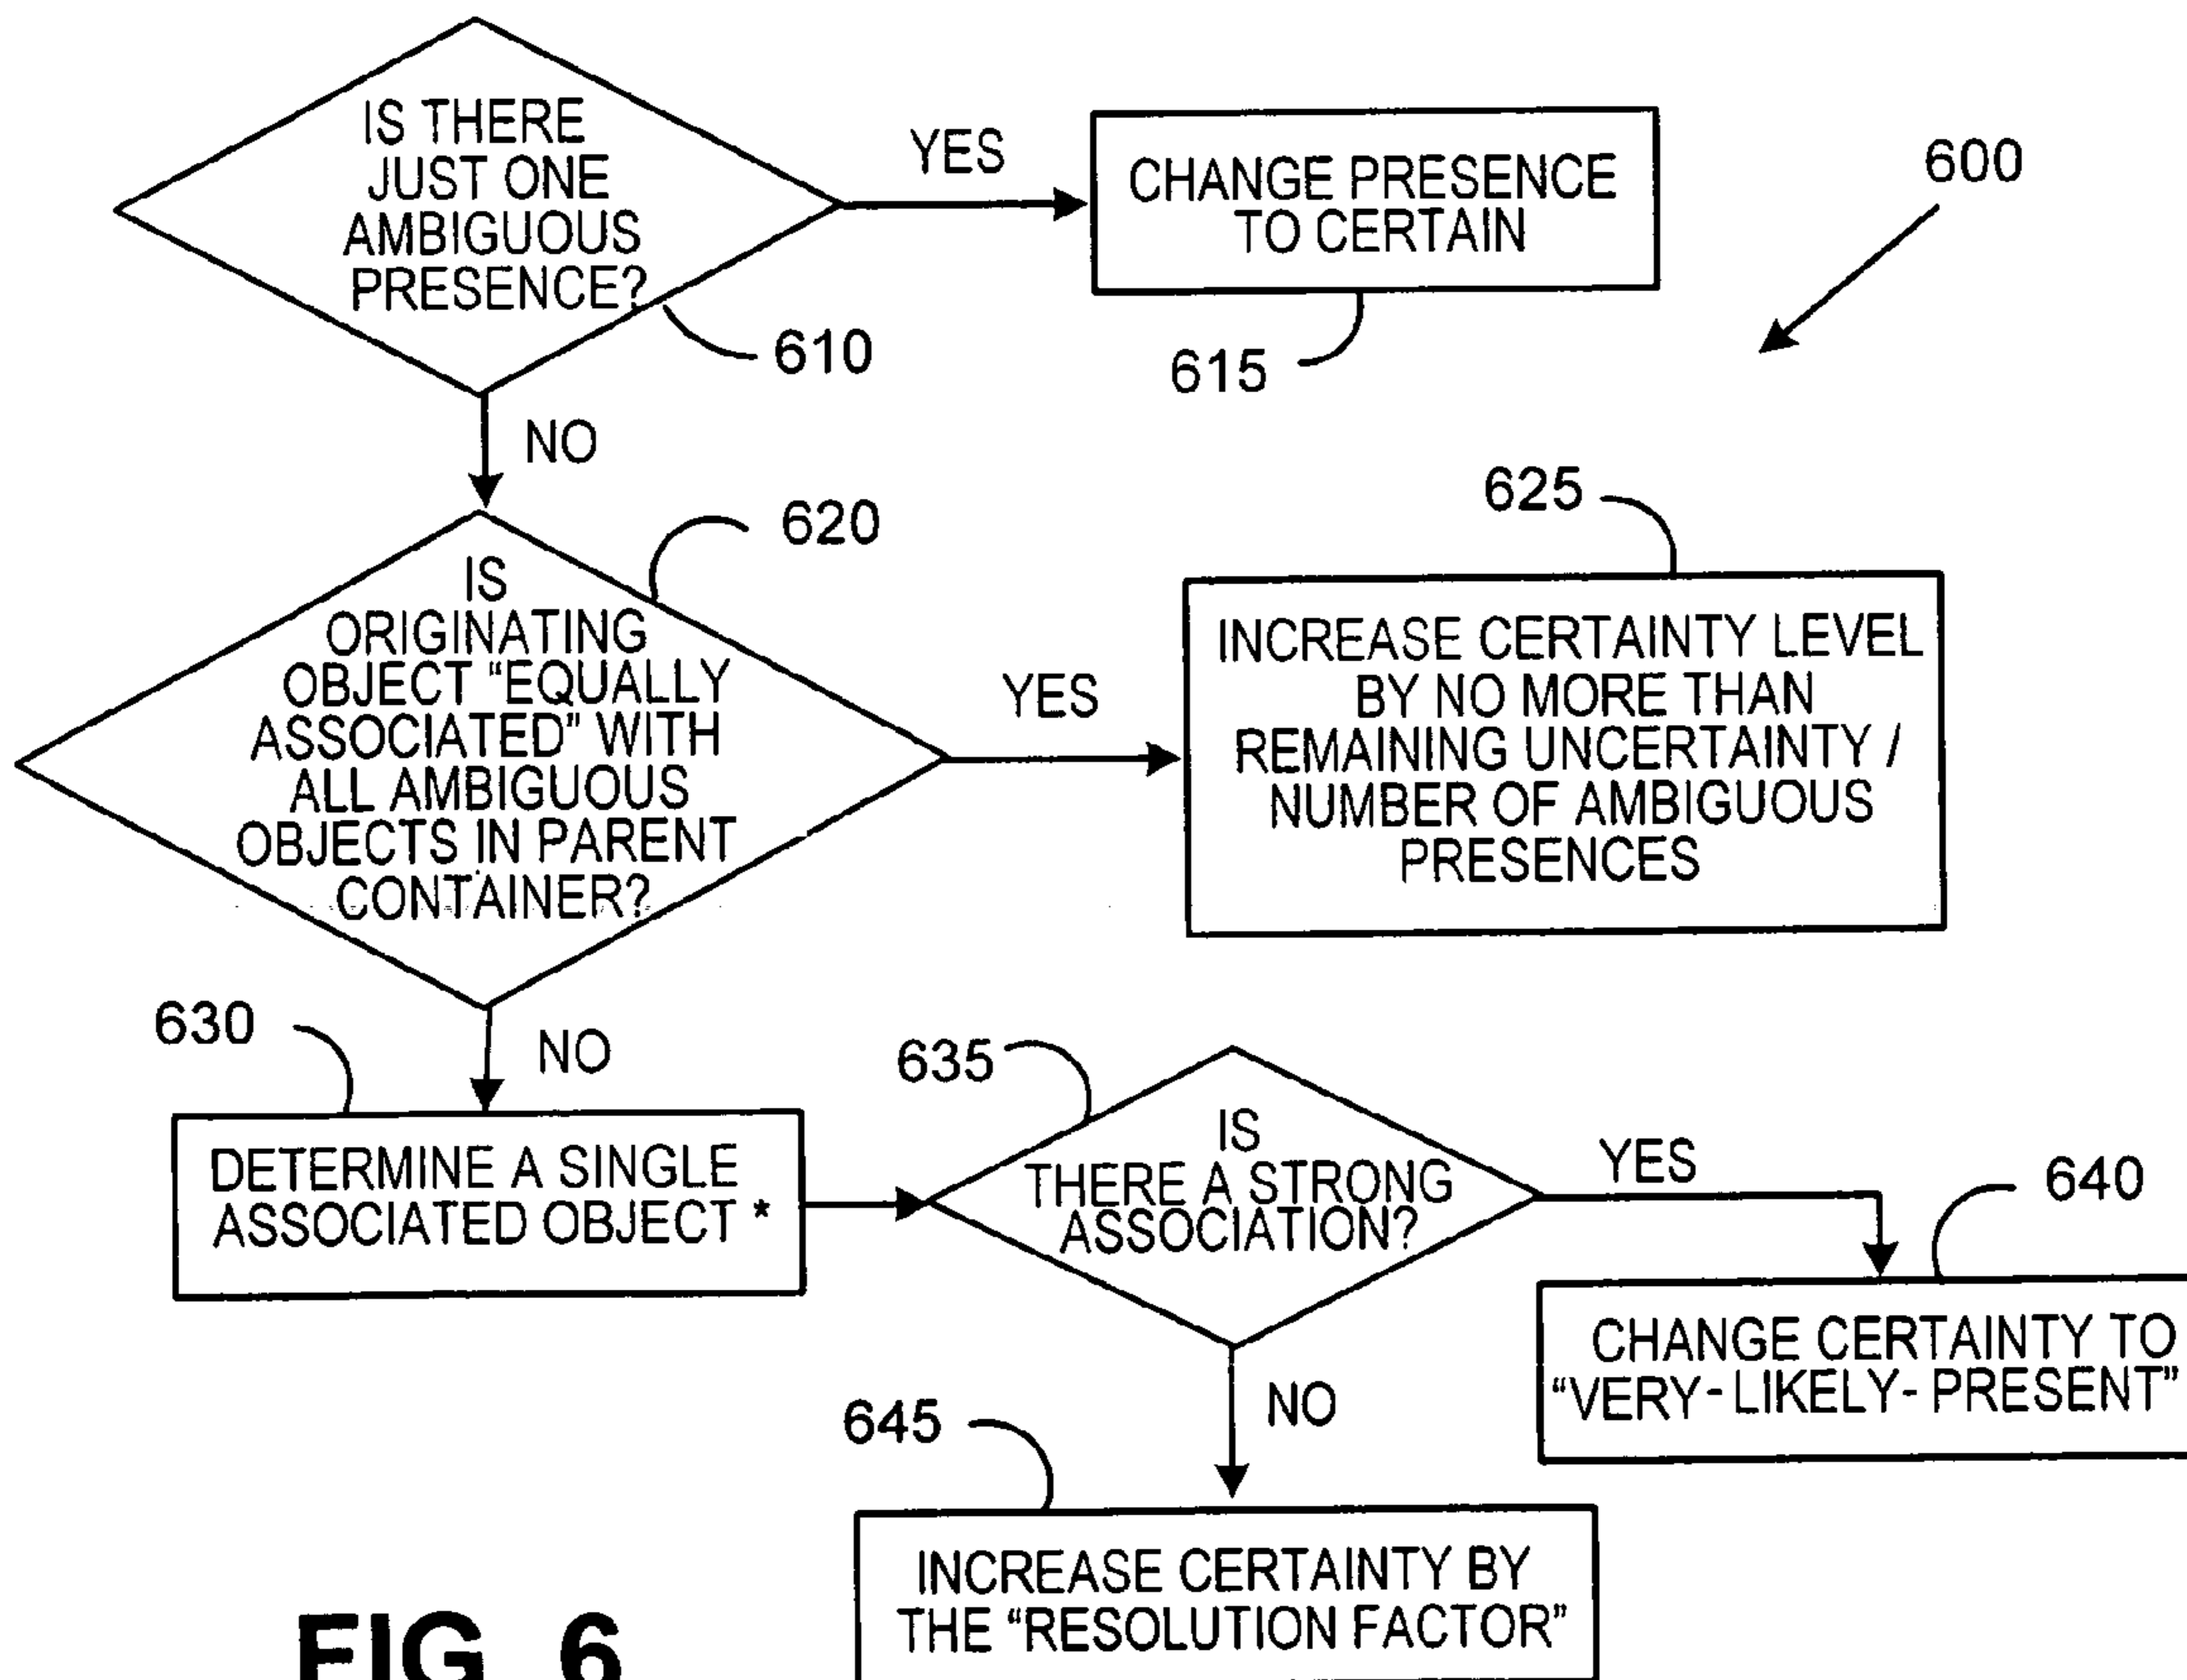 IS THERE
JUST ONE
AMBIGUOUS
PRESENCE?
YES
CHANGE PRESENCE
TO CERTAIN
600
610
615
NO
620
625
IS
ORIGINATING
OBJECT "EQUALLY
ASSOCIATED" WITH
ALL AMBIGUOUS
OBJECTS IN PARENT
CONTAINER?
YES
INCREASE CERTAINTY LEVEL
BY NO MORE THAN
REMAINING UNCERTAINTY /
NUMBER OF AMBIGUOUS
PRESENCES
630
NO
635
DETERMINE A SINGLE
ASSOCIATED OBJECT *
IS
THERE A STRONG
ASSOCIATION?
YES
640
CHANGE CERTAINTY TO
"VERY-LIKELY-PRESENT"
NO
645
INCREASE CERTAINTY BY
THE "RESOLUTION FACTOR"
FIG. 6